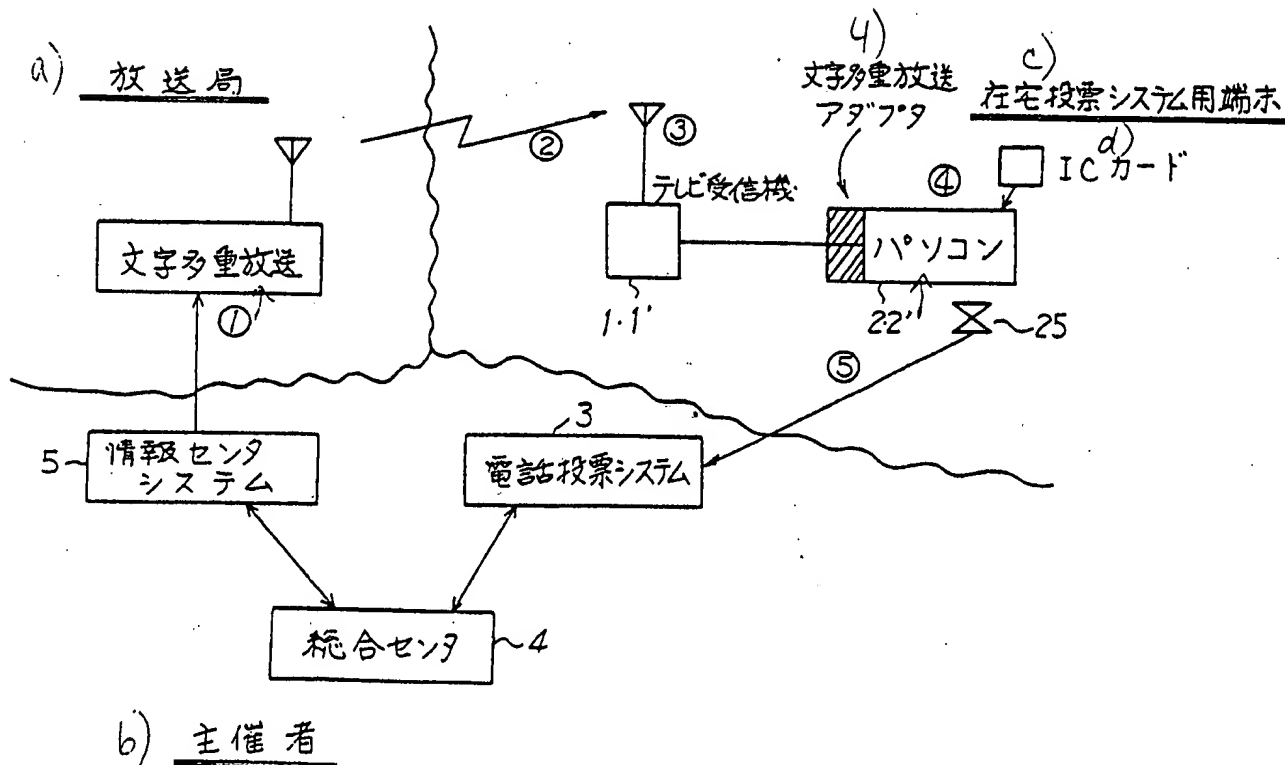 a) 放送局
文字多重放送
①
②
③
テレビ受信機
1・1'
4)
文字多重放送
アダプタ
c)
在宅投票システム用端末
d)
ICカード
④
パソコン
2・2'
25
⑤
5
情報センタ
システム
3
電話投票システム
総合センタ
4
b) 主催者